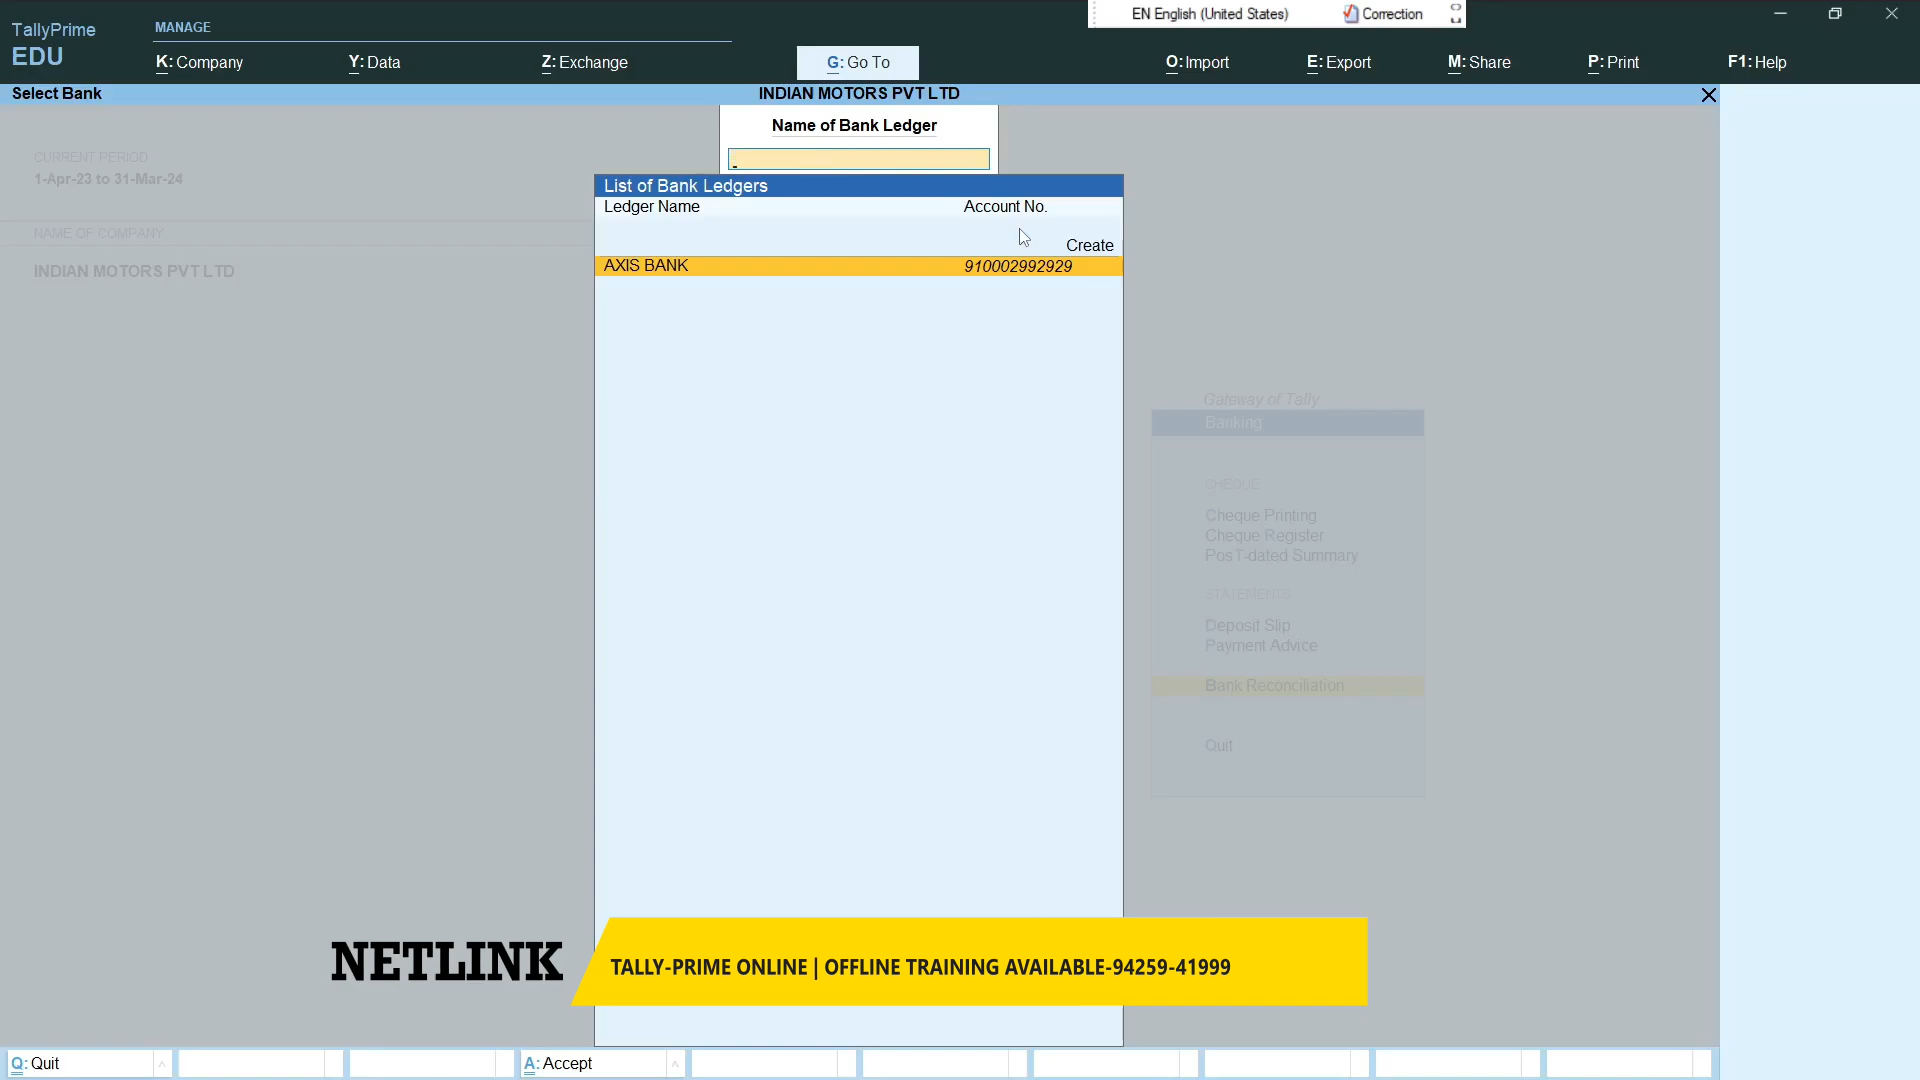 TallyPrime
EDU
MANAGE
K: Company
Y: Data
Z: Exchange
G: Go To
O: Import
E: Export
M: Share
P: Print
F1: Help
EN English (United States)
Correction
Select Bank
INDIAN MOTORS PVT LTD
CURRENT PERIOD
1-Apr-23 to 31-Mar-24
NAME OF COMPANY
INDIAN MOTORS PVT LTD
Name of Bank Ledger
List of Bank Ledgers
Ledger Name Account No.
Create
AXIS BANK 910002992929
Gateway of Tally
Banking
CHEQUE
Cheque Printing
Cheque Register
PosT-dated Summary
STATEMENTS
Deposit Slip
Payment Advice
Bank Reconciliation
Quit
NETLINK
TALLY-PRIME ONLINE | OFFLINE TRAINING AVAILABLE-94259-41999
Q: Quit
A: Accept